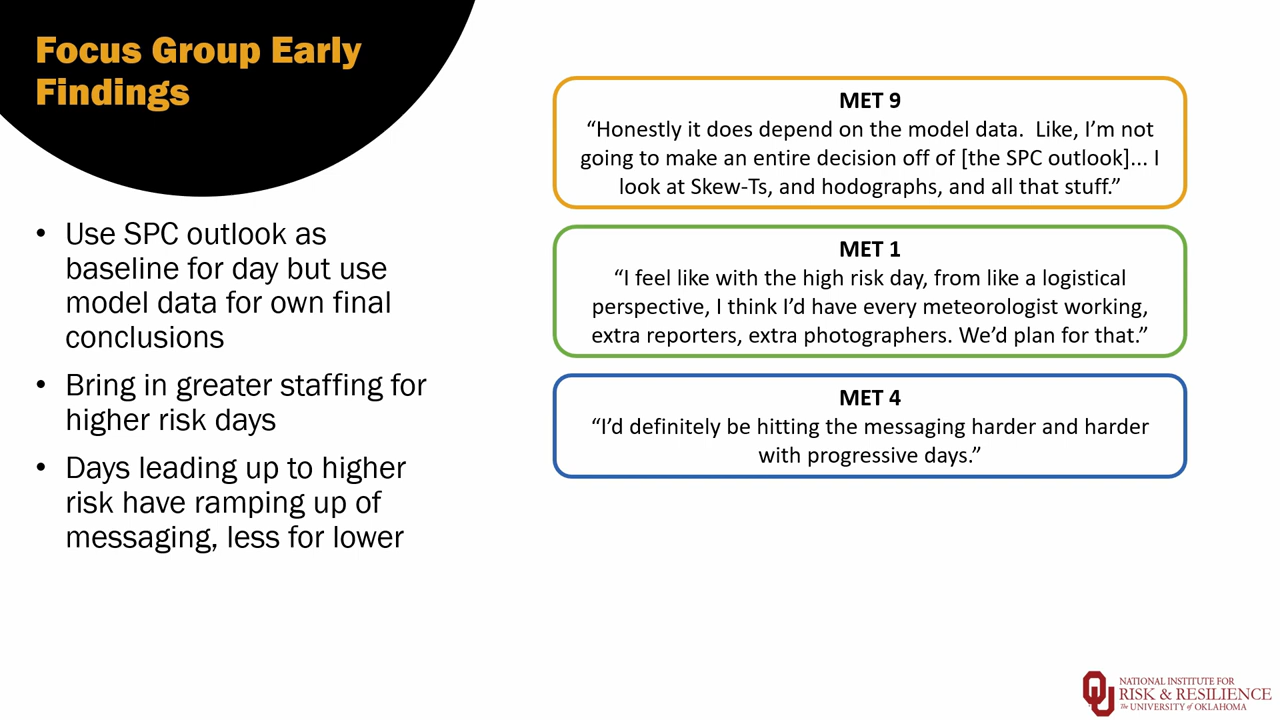 Focus Group Early
Findings
• Use SPC outlook as
baseline for day but use
model data for own final
conclusions
• Bring in greater staffing for
higher risk days
• Days leading up to higher
risk have ramping up of
messaging, less for lower
MET 9
“Honestly it does depend on the model data.  Like, I’m not
going to make an entire decision off of [the SPC outlook]... I
look at Skew-Ts, and hodographs, and all that stuff.”
MET 1
“I feel like with the high risk day, from like a logistical
perspective, I think I’d have every meteorologist working,
extra reporters, extra photographers. We’d plan for that.”
MET 4
“I’d definitely be hitting the messaging harder and harder
with progressive days.”
NATIONAL INSTITUTE FOR
RISK & RESILIENCE
The UNIVERSITY of OKLAHOMA